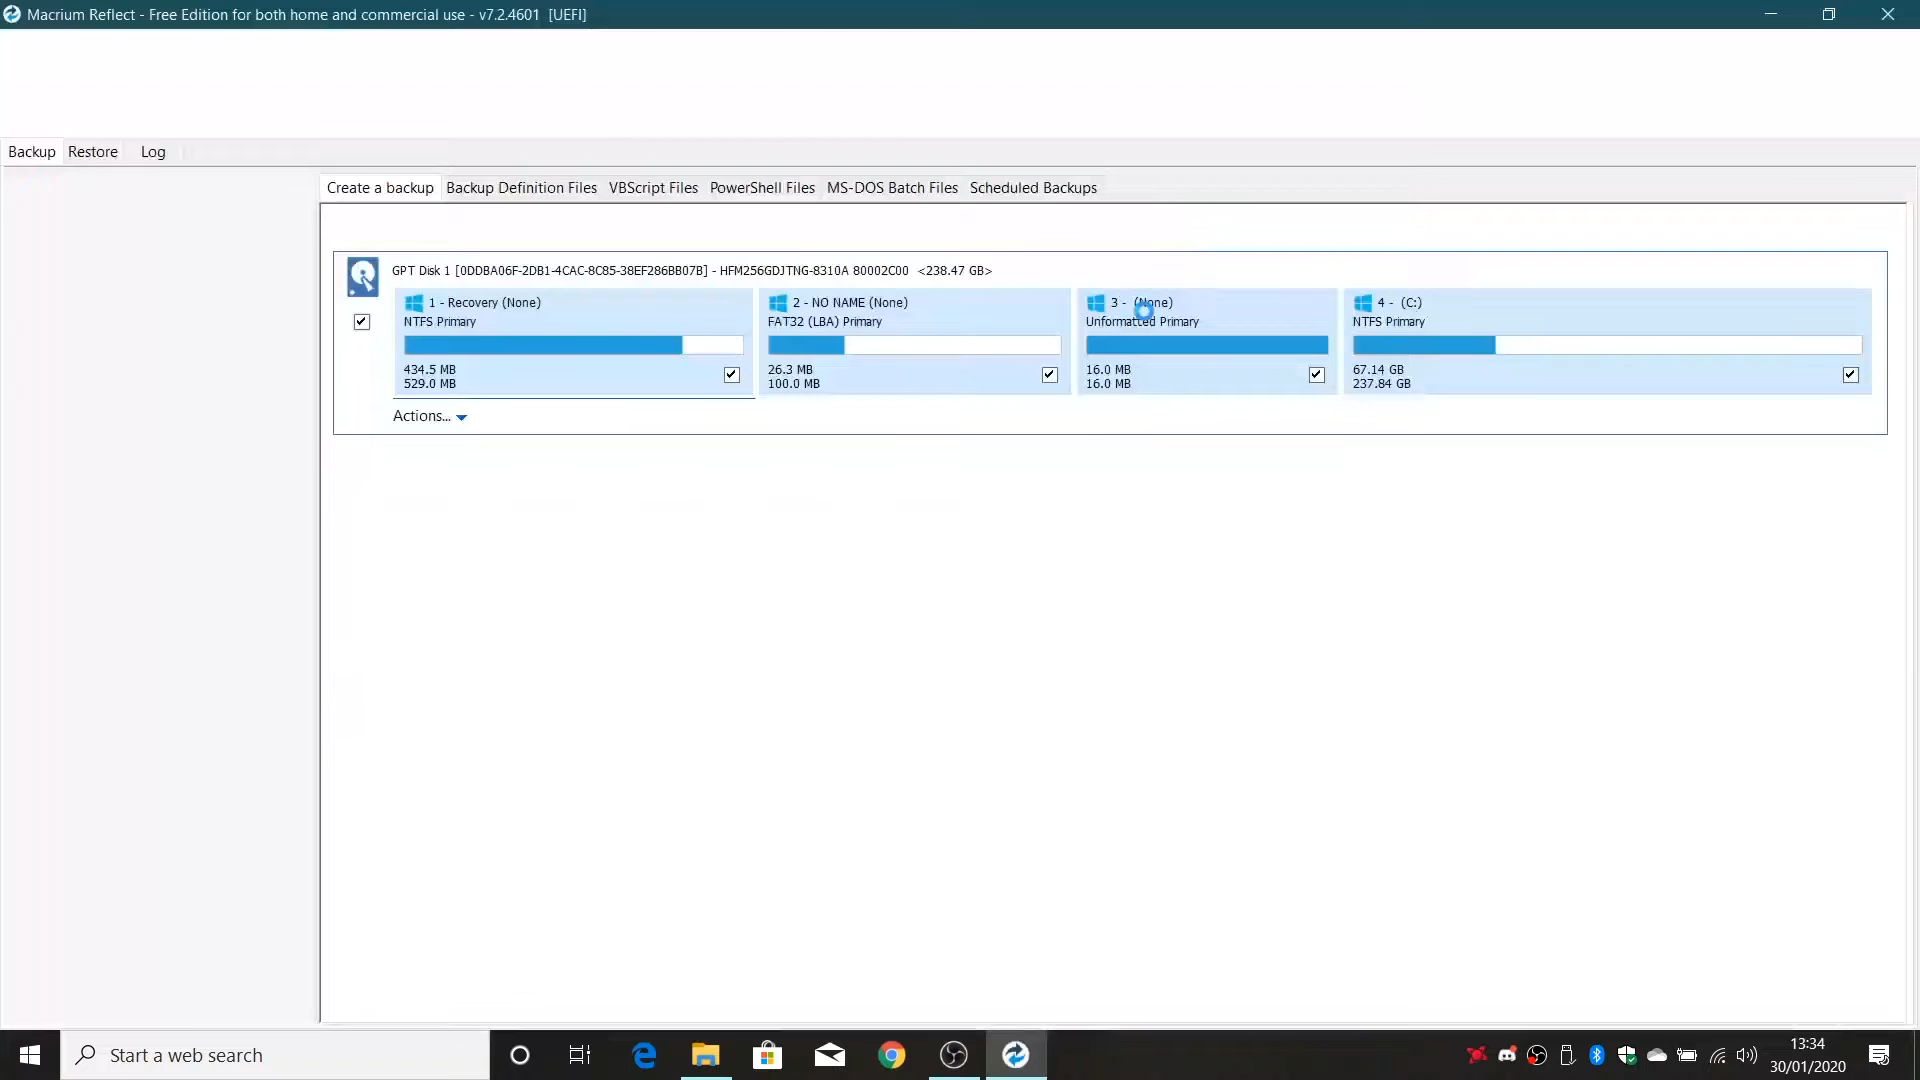 Macrium Reflect - Free Edition for both home and commercial use - v7.2.4601  [UEFI]
Backup Restore Log
Create a backup Backup Definition Files VBScript Files PowerShell Files MS-DOS Batch Files Scheduled Backups
GPT Disk 1 [0DDBA06F-2DB1-4CAC-8C85-38EF286BB07B] - HFM256GDJTNG-8310A 80002C00  <238.47 GB>
1 - Recovery (None)
NTFS Primary
434.5 MB
529.0 MB
2 - NO NAME (None)
FAT32 (LBA) Primary
26.3 MB
100.0 MB
3 -  (None)
Unformatted Primary
16.0 MB
16.0 MB
4 -  (C:)
NTFS Primary
67.14 GB
237.84 GB
Actions...
Start a web search
13:34
30/01/2020